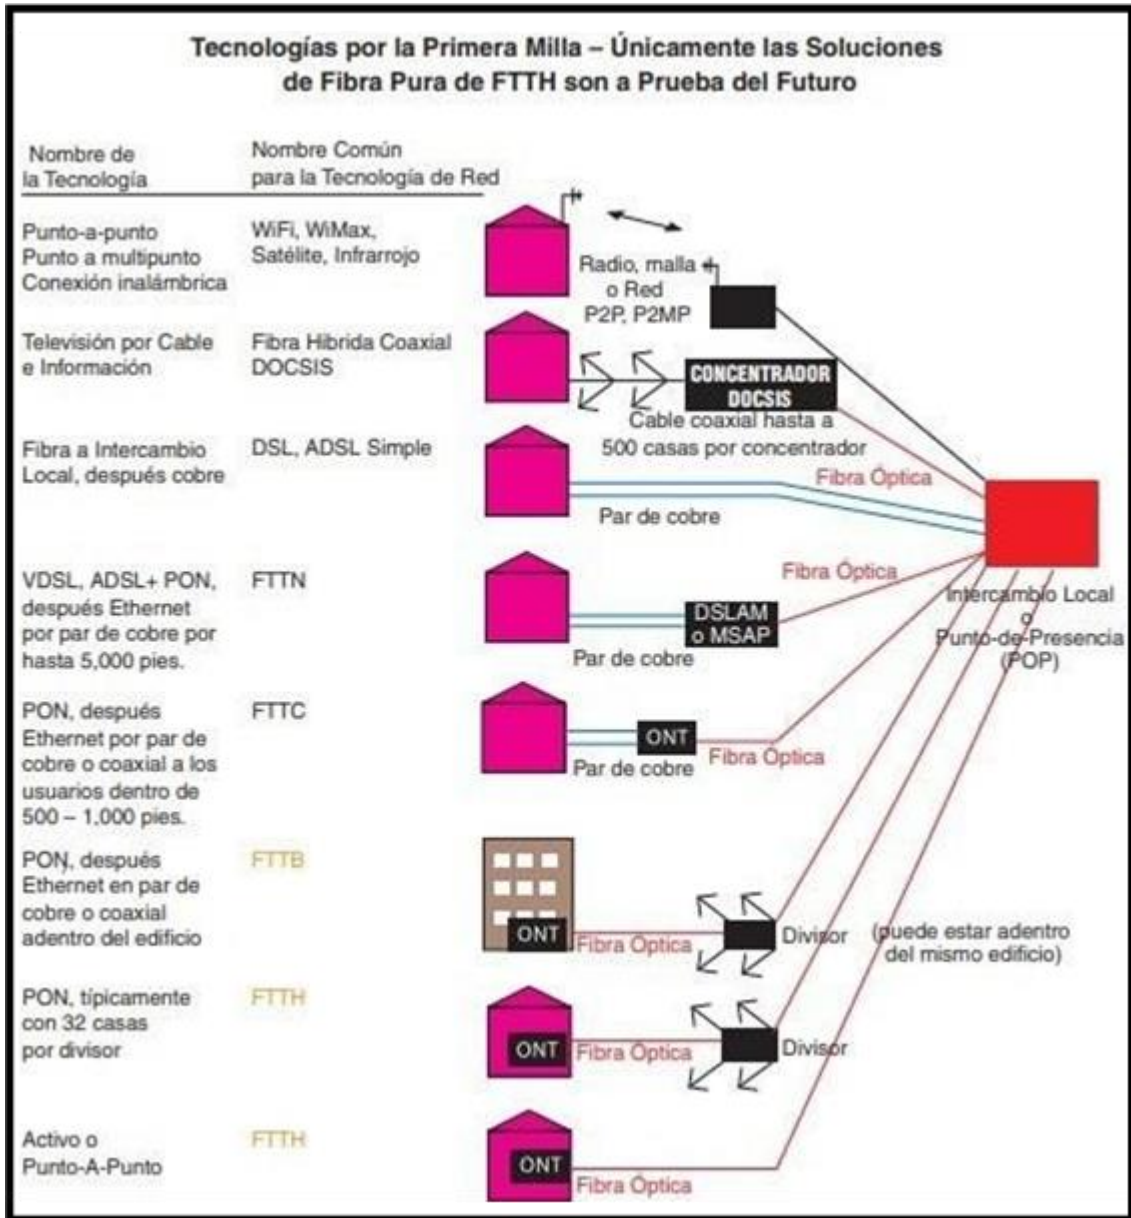 Tecnologías por la Primera Milla – Únicamente las Soluciones
de Fibra Pura de FTTH son a Prueba del Futuro
Nombre de
la Tecnología
Nombre Común
para la Tecnología de Red
Punto-a-punto
Punto a multipunto
Conexión inalámbrica
WiFi, WiMax,
Satélite, Infrarrojo
Radio, malla
o Red
P2P, P2MP
Televisión por Cable
e Información
Fibra Hibrida Coaxial
DOCSIS
CONCENTRADOR
DOCSIS
Cable coaxial hasta a
500 casas por concentrador
Fibra a Intercambio
Local, después cobre
DSL, ADSL Simple
Fibra Óptica
Par de cobre
VDSL, ADSL+ PON,
después Ethernet
por par de cobre por
hasta 5,000 pies.
FTTN
DSLAM
o MSAP
Par de cobre
Fibra Óptica
Intercambio Local
o
Punto-de-Presencia
(POP)
PON, después
Ethernet por par de
cobre o coaxial a los
usuarios dentro de
500 – 1,000 pies.
FTTC
ONT
Par de cobre
Fibra Óptica
PON, después
Ethernet en par de
cobre o coaxial
adentro del edificio
FTTB
ONT
Fibra Óptica
Divisor
(puede estar adentro
del mismo edificio)
PON, típicamente
con 32 casas
por divisor
FTTH
ONT
Fibra Óptica
Divisor
Activo o
Punto-A-Punto
FTTH
ONT
Fibra Óptica